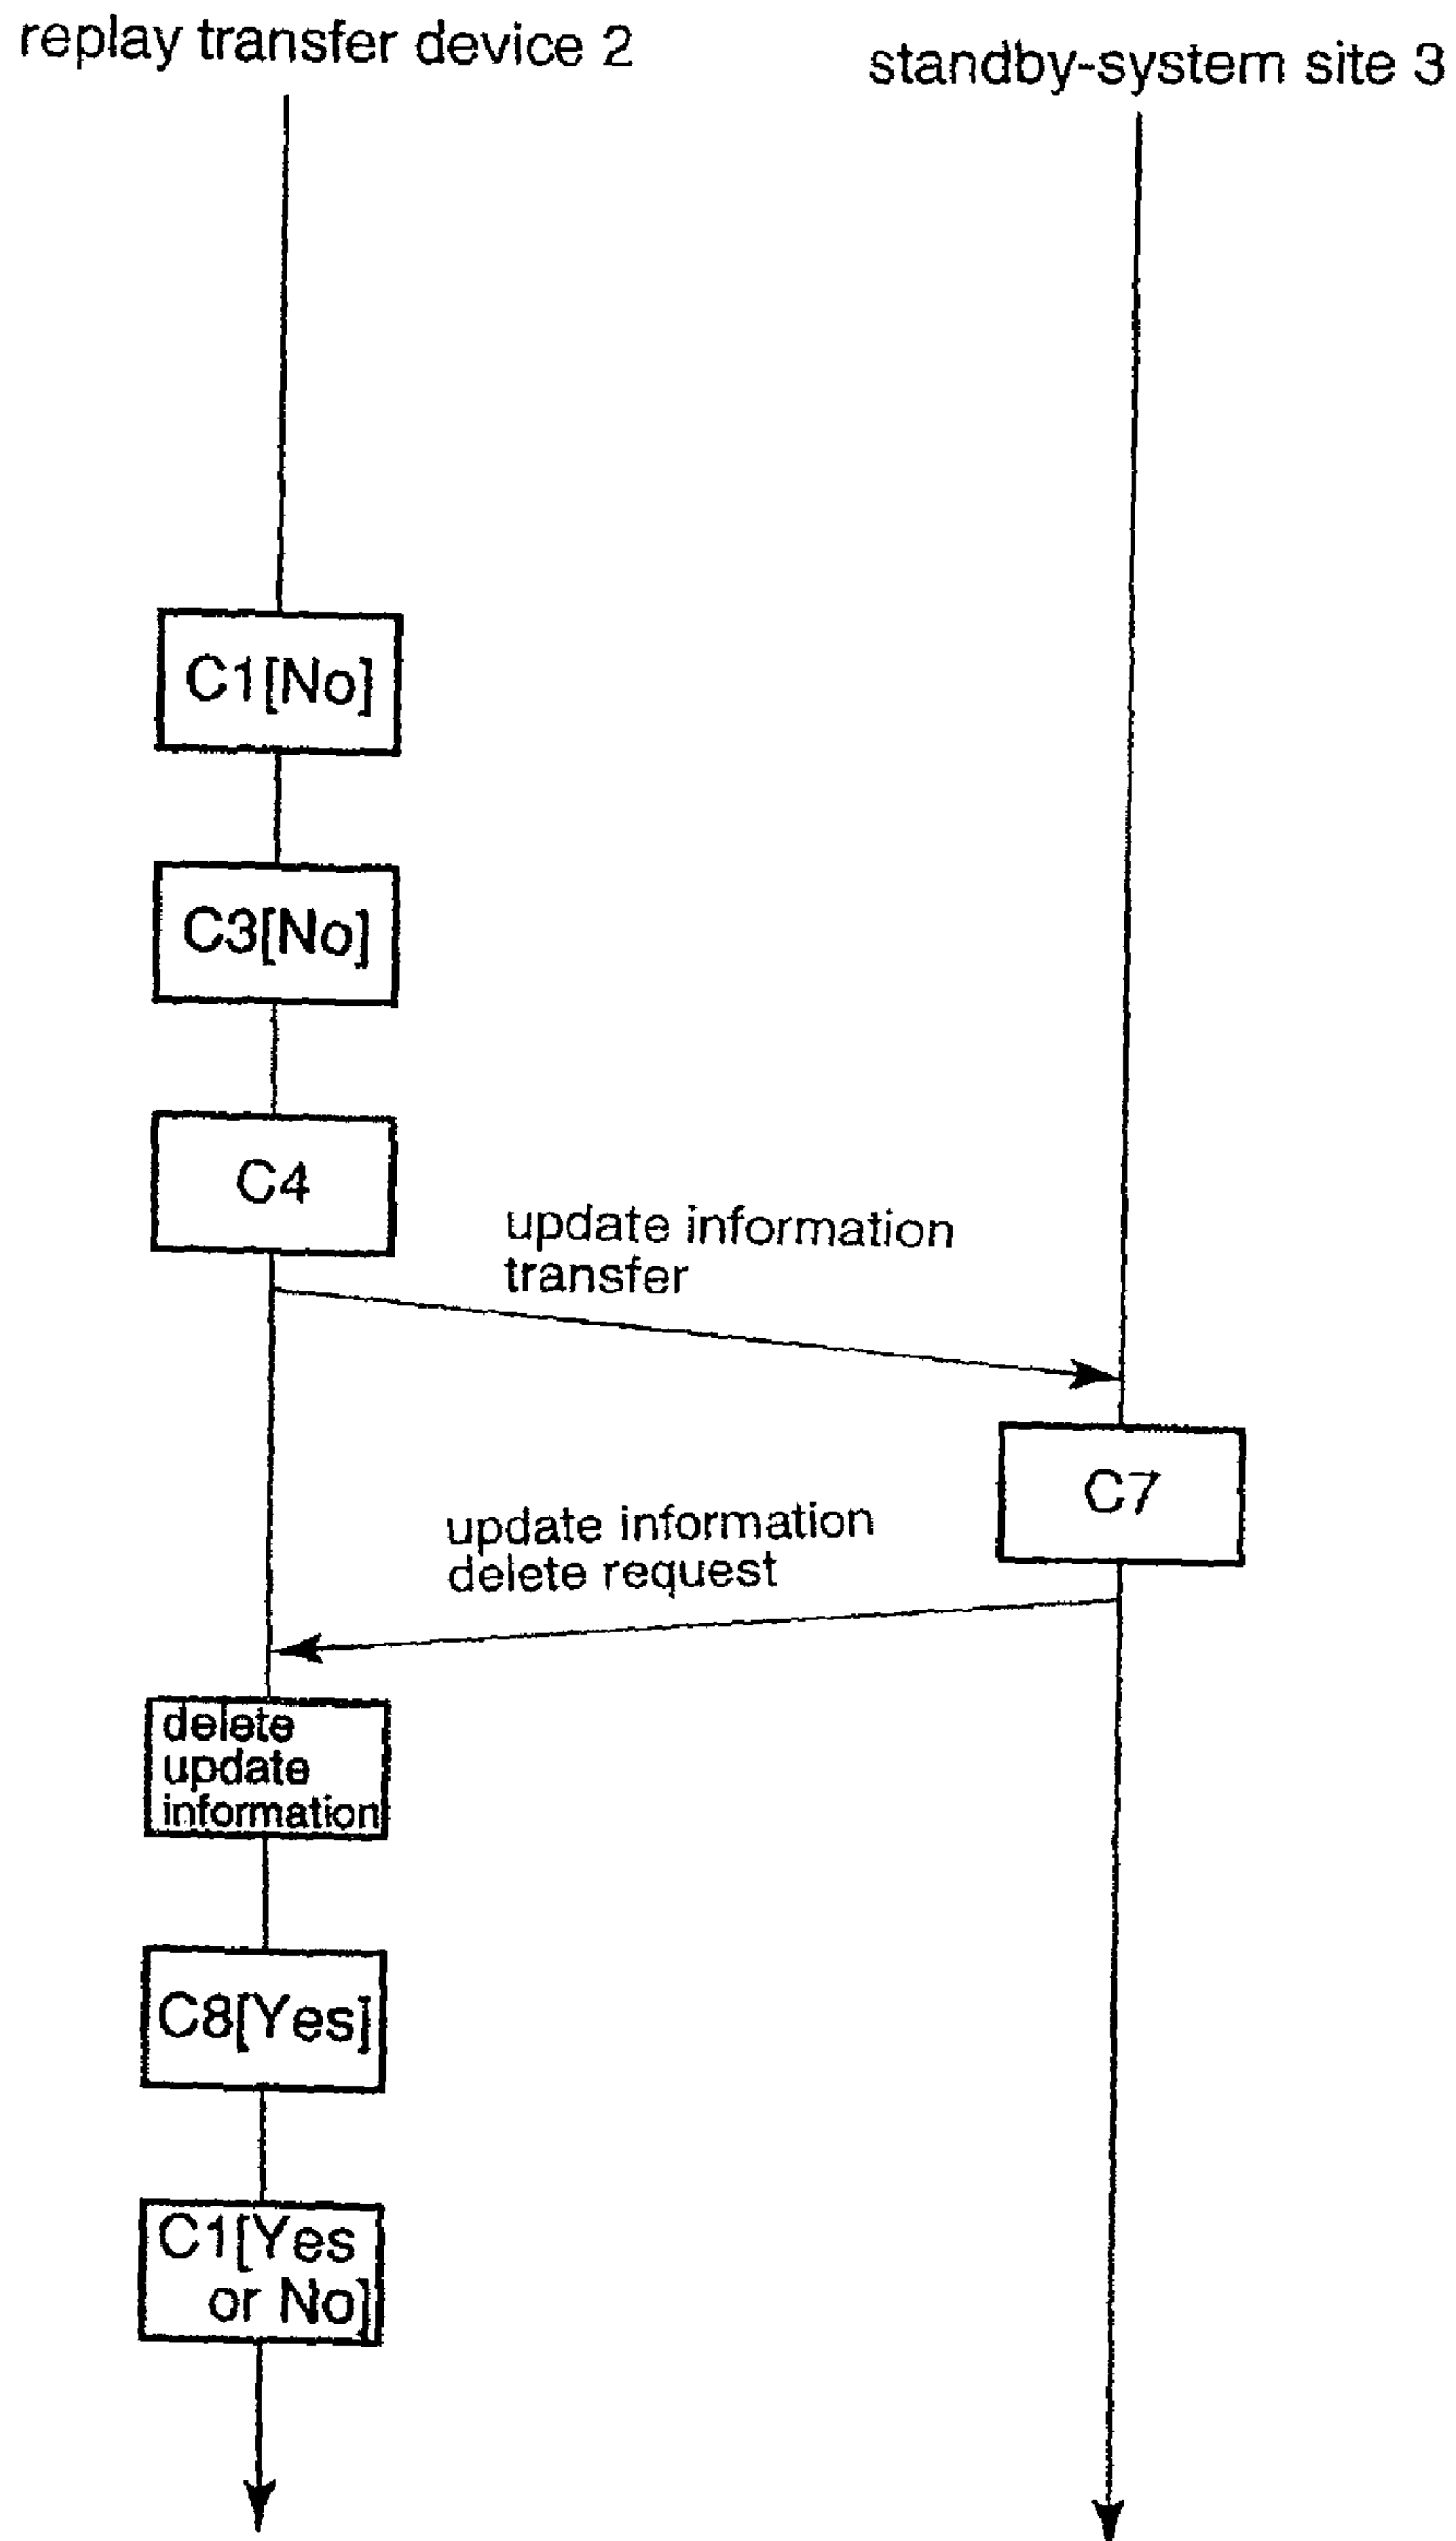 replay transfer device 2
standby-system site 3
C1[No]
C3[No]
C4
update information
transfer
C7
update information
delete request
delete
update
information
C8[Yes]
C1[Yes
or No]